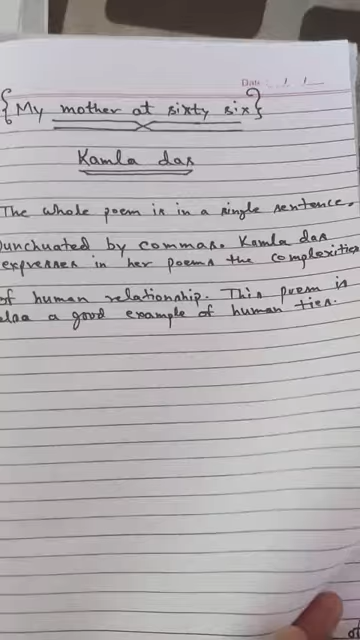 Date : / /
{My mother at sixty six}
Kamla das
The whole poem is in a single sentence.
Punchuated by commas. Kamla das
expresses in her poems the complexities
of human relationship. This poem is
also a good example of human ties.